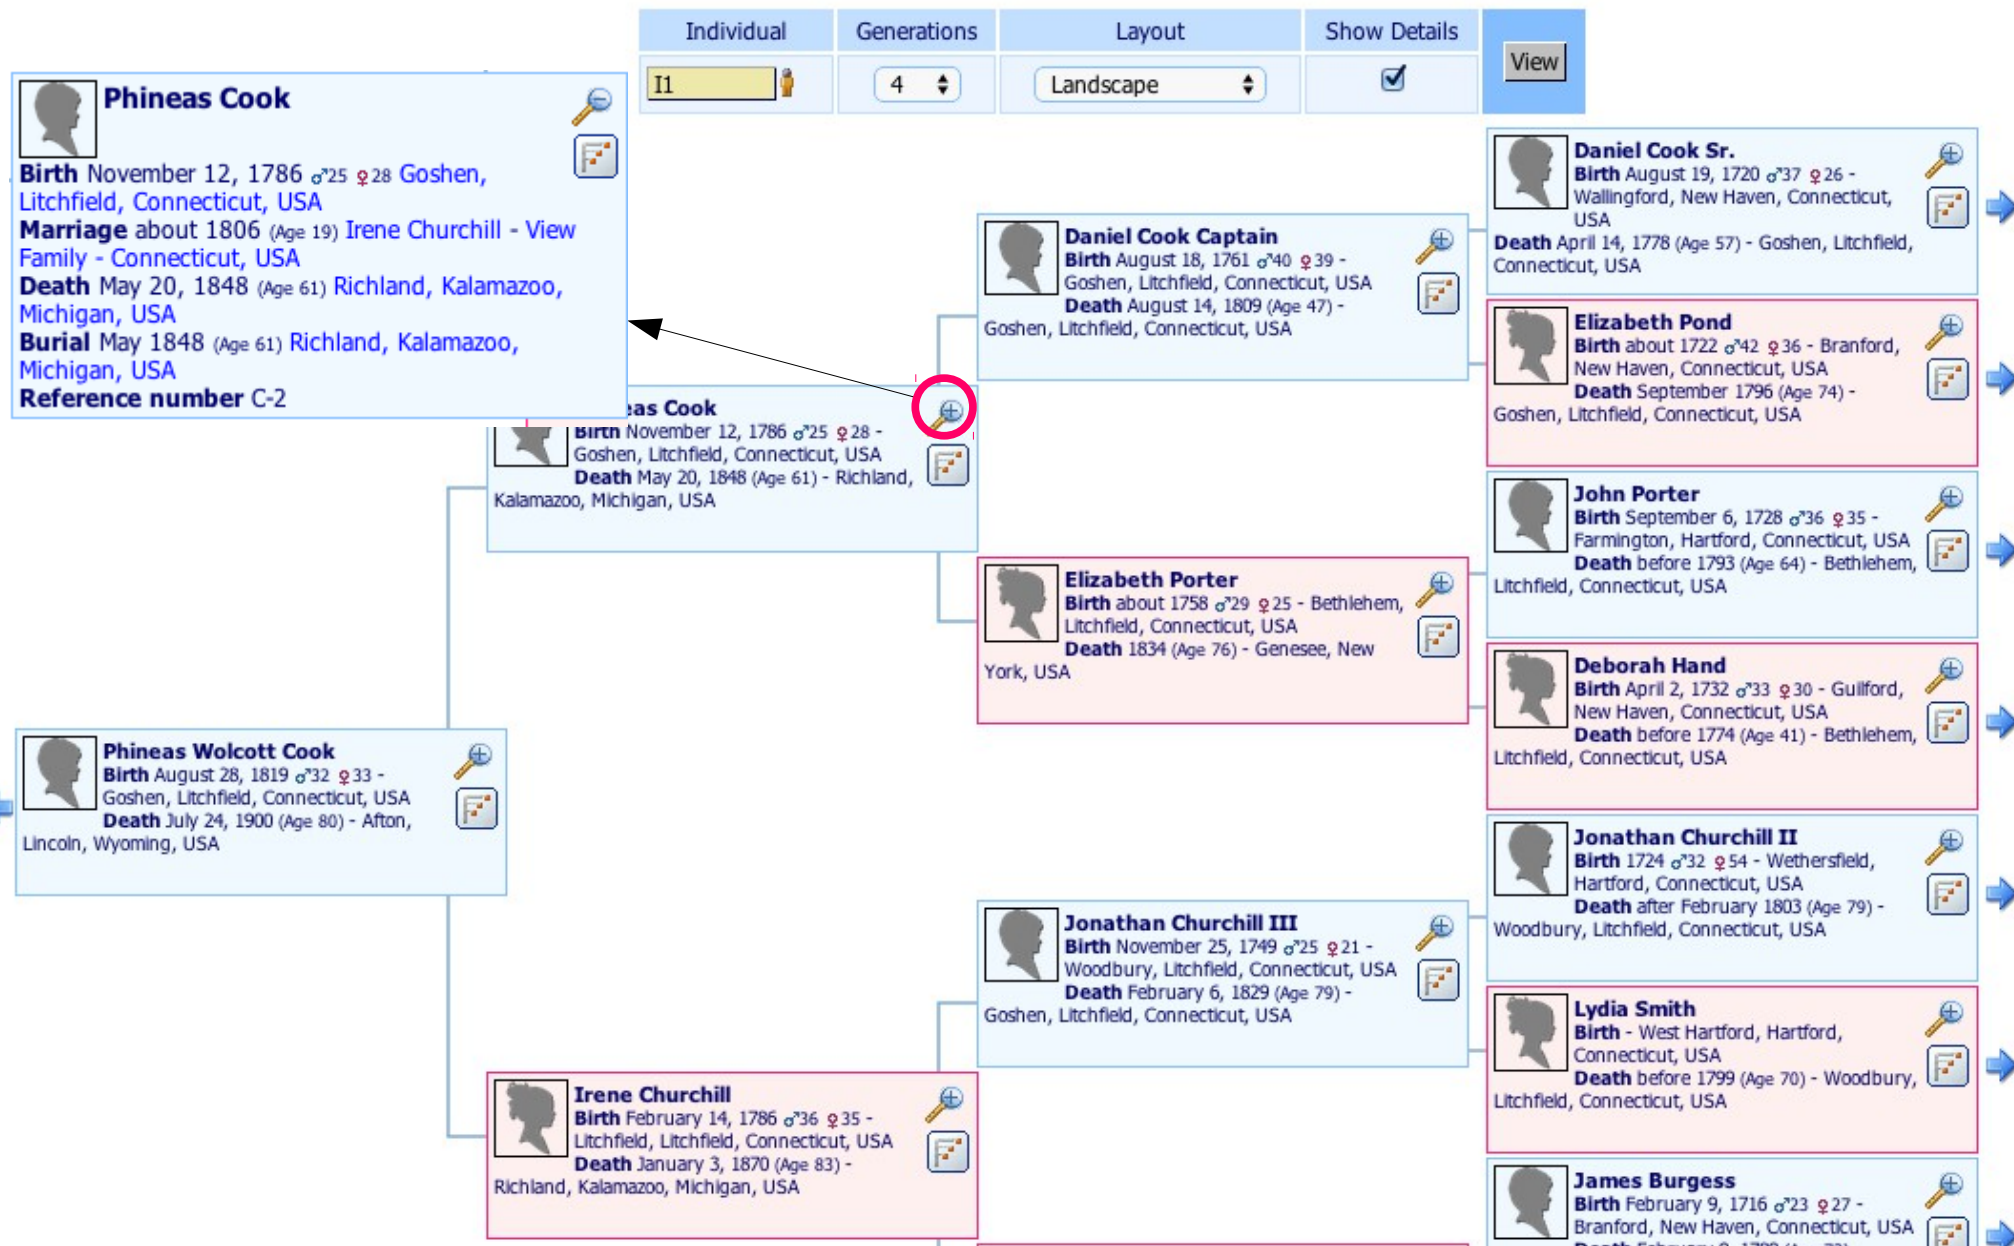 Individual
Generations
Layout
Show Details
View
I1
4
Landscape
Phineas Cook
Birth November 12, 1786 ♂25 ♀28 Goshen,
Litchfield, Connecticut, USA
Marriage about 1806 (Age 19) Irene Churchill - View
Family - Connecticut, USA
Death May 20, 1848 (Age 61) Richland, Kalamazoo,
Michigan, USA
Burial May 1848 (Age 61) Richland, Kalamazoo,
Michigan, USA
Reference number C-2
eas Cook
Birth November 12, 1786 ♂25 ♀28 -
Goshen, Litchfield, Connecticut, USA
Death May 20, 1848 (Age 61) - Richland,
Kalamazoo, Michigan, USA
Phineas Wolcott Cook
Birth August 28, 1819 ♂32 ♀33 -
Goshen, Litchfield, Connecticut, USA
Death July 24, 1900 (Age 80) - Afton,
Lincoln, Wyoming, USA
Irene Churchill
Birth February 14, 1786 ♂36 ♀35 -
Litchfield, Litchfield, Connecticut, USA
Death January 3, 1870 (Age 83) -
Richland, Kalamazoo, Michigan, USA
Daniel Cook Captain
Birth August 18, 1761 ♂40 ♀39 -
Goshen, Litchfield, Connecticut, USA
Death August 14, 1809 (Age 47) -
Goshen, Litchfield, Connecticut, USA
Elizabeth Porter
Birth about 1758 ♂29 ♀25 - Bethlehem,
Litchfield, Connecticut, USA
Death 1834 (Age 76) - Genesee, New
York, USA
Jonathan Churchill III
Birth November 25, 1749 ♂25 ♀21 -
Woodbury, Litchfield, Connecticut, USA
Death February 6, 1829 (Age 79) -
Goshen, Litchfield, Connecticut, USA
Daniel Cook Sr.
Birth August 19, 1720 ♂37 ♀26 -
Wallingford, New Haven, Connecticut,
USA
Death April 14, 1778 (Age 57) - Goshen, Litchfield,
Connecticut, USA
Elizabeth Pond
Birth about 1722 ♂42 ♀36 - Branford,
New Haven, Connecticut, USA
Death September 1796 (Age 74) -
Goshen, Litchfield, Connecticut, USA
John Porter
Birth September 6, 1728 ♂36 ♀35 -
Farmington, Hartford, Connecticut, USA
Death before 1793 (Age 64) - Bethlehem,
Litchfield, Connecticut, USA
Deborah Hand
Birth April 2, 1732 ♂33 ♀30 - Guilford,
New Haven, Connecticut, USA
Death before 1774 (Age 41) - Bethlehem,
Litchfield, Connecticut, USA
Jonathan Churchill II
Birth 1724 ♂32 ♀54 - Wethersfield,
Hartford, Connecticut, USA
Death after February 1803 (Age 79) -
Woodbury, Litchfield, Connecticut, USA
Lydia Smith
Birth - West Hartford, Hartford,
Connecticut, USA
Death before 1799 (Age 70) - Woodbury,
Litchfield, Connecticut, USA
James Burgess
Birth February 9, 1716 ♂23 ♀27 -
Branford, New Haven, Connecticut, USA